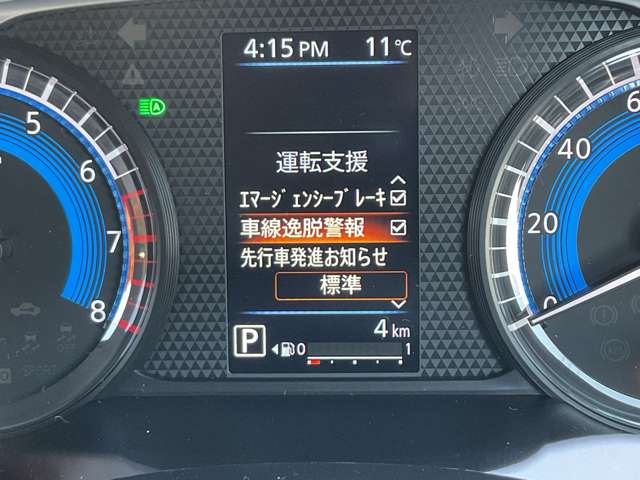 4:15 PM 11℃
運転支援
ｴﾏｰｼﾞｪﾝｼｰﾌﾞﾚｰｷ
車線逸脱警報
先行車発進お知らせ
標準
4 km
P 0 1
A
5
6
7
8
0
20
40